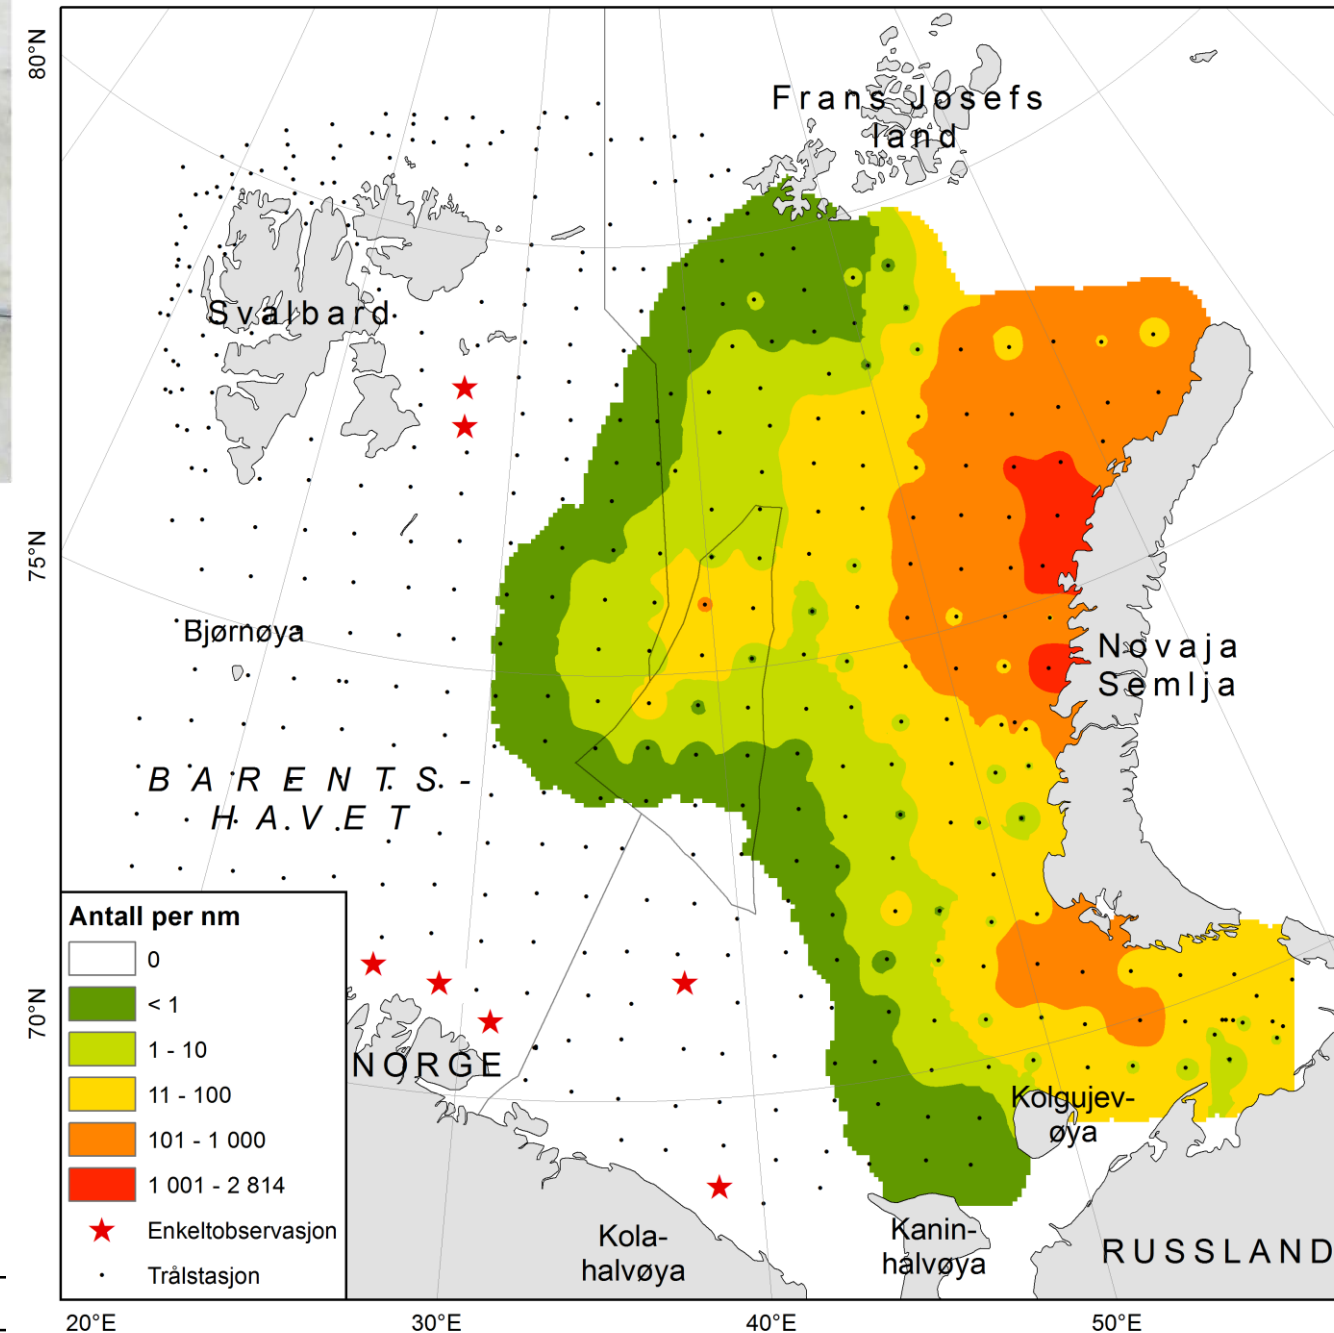 80°N
75°N
70°N
Frans Josefs
land
Svalbard
Bjørnøya
BARENTS-
HAVET
Novaja
Semlja
NORGE
Kolgujev-
øya
Kola-
halvøya
Kanin-
halvøya
RUSSLAND
Antall per nm
0
< 1
1 - 10
11 - 100
101 - 1 000
1 001 - 2 814
Enkeltobservasjon
Trålstasjon
20°E
30°E
40°E
50°E